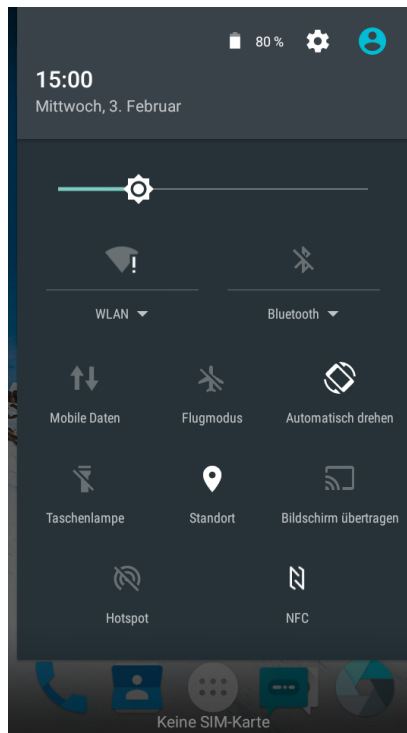 80 %
15:00
Mittwoch, 3. Februar
WLAN
Bluetooth
Mobile Daten
Flugmodus
Automatisch drehen
Taschenlampe
Standort
Bildschirm übertragen
Hotspot
NFC
Keine SIM-Karte